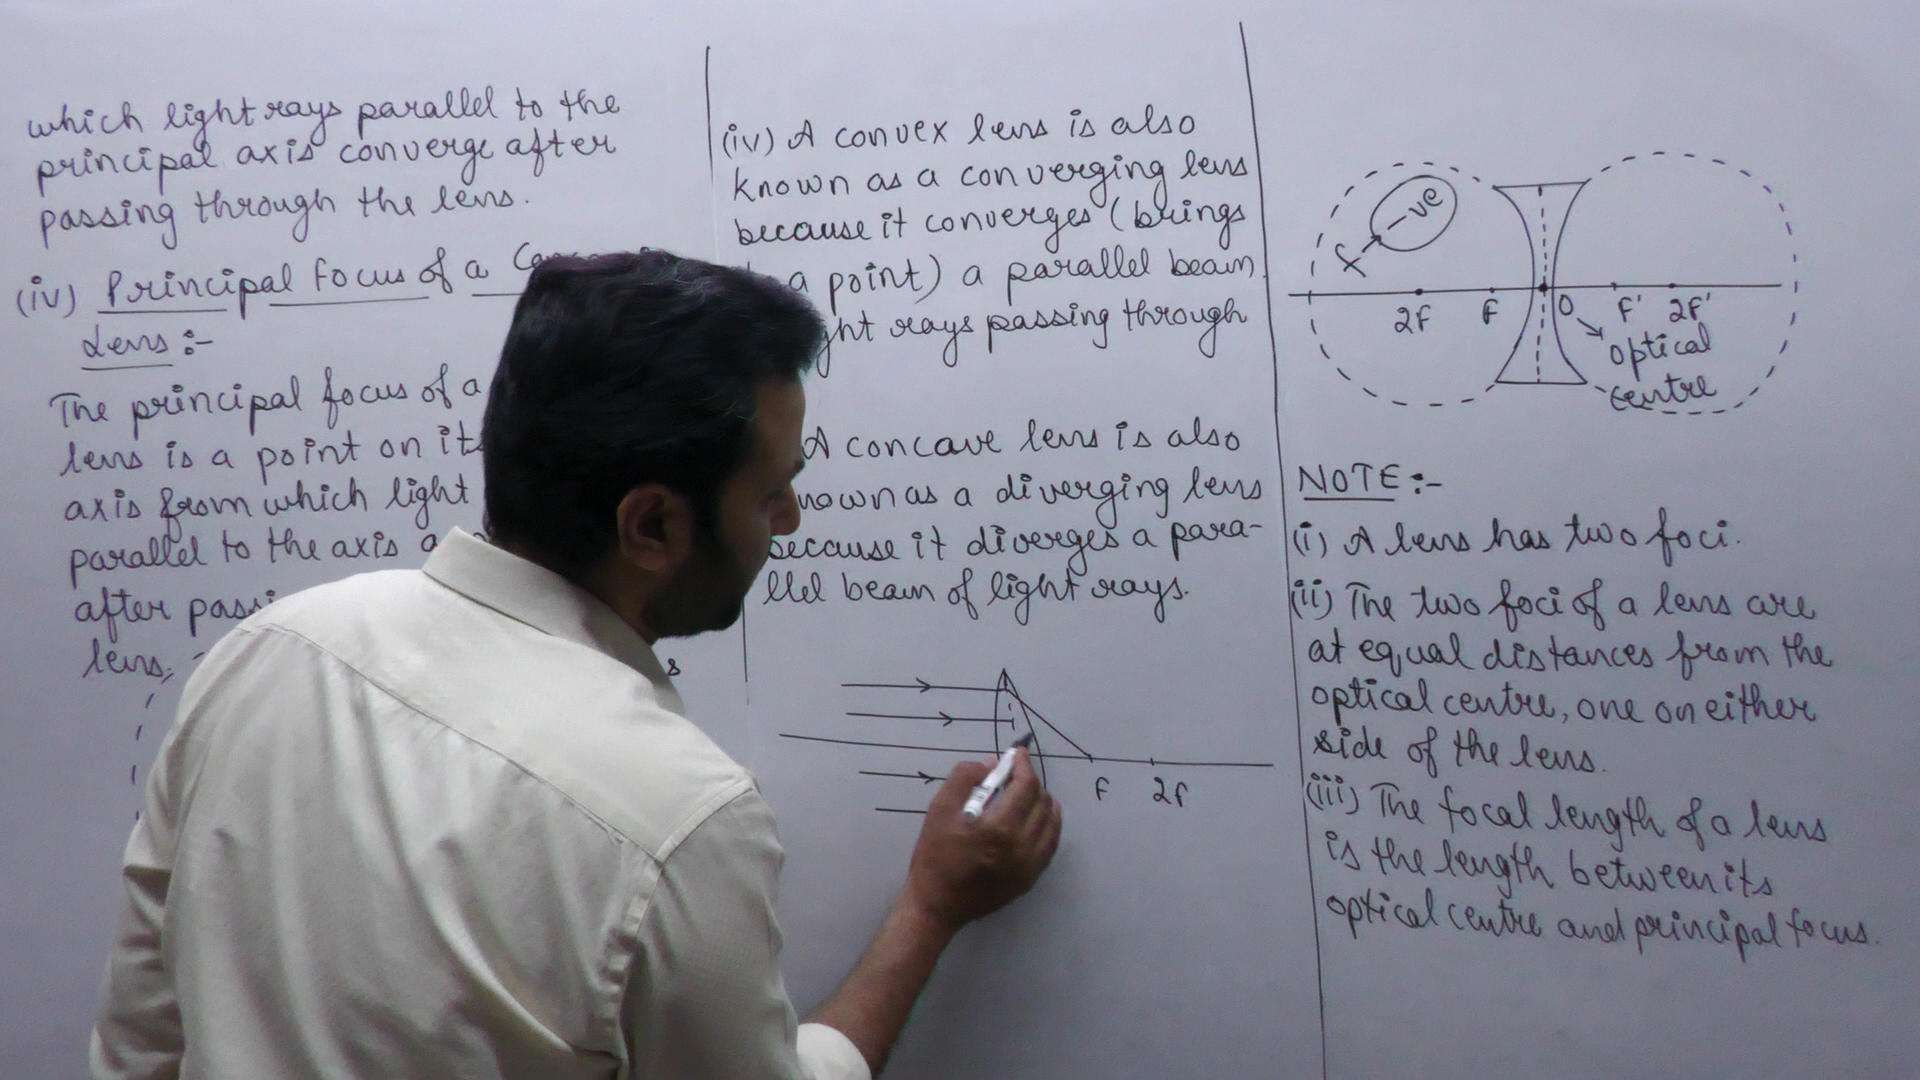 which light rays parallel to the
principal axis converge after
passing through the lens.
(iv) Principal focus of a
Lens :-
The principal focus of a
lens is a point on its
axis from which light
parallel to the axis
after passi
lens,
s
(iv) A convex lens is also
known as a converging lens
because it converges (brings
a point) a parallel beam
ght rays passing through
A concave lens is also
nown as a diverging lens
because it diverges a para-
llel beam of light rays.
F 2F
f → -ve
2F F O F' 2F'
optical
centre
NOTE :-
(i) A lens has two foci.
(ii) The two foci of a lens are
at equal distances from the
optical centre, one on either
side of the lens.
(iii) The focal length of a lens
is the length between its
optical centre and principal focus.